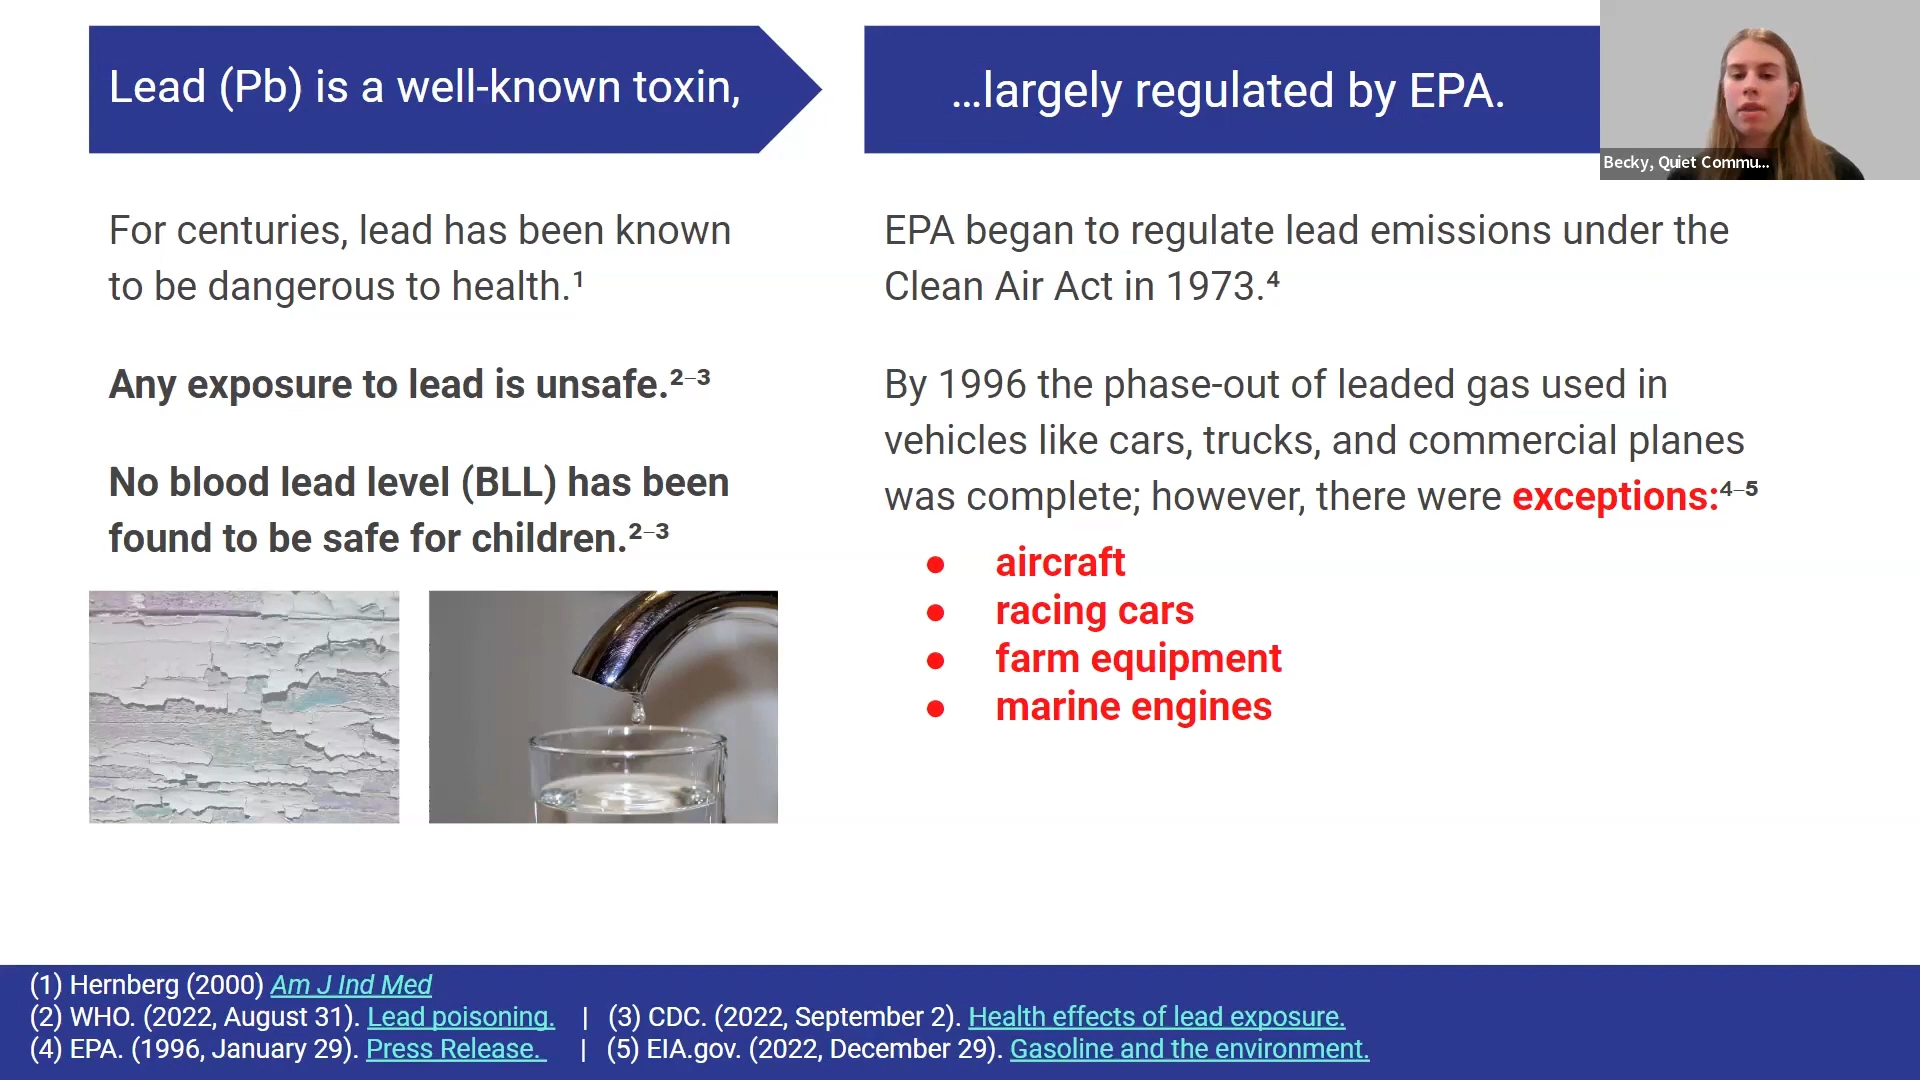 Lead (Pb) is a well-known toxin,
...largely regulated by EPA.
Becky, Quiet Commu...
For centuries, lead has been known
to be dangerous to health.¹
Any exposure to lead is unsafe.²⁻³
No blood lead level (BLL) has been
found to be safe for children.²⁻³
EPA began to regulate lead emissions under the
Clean Air Act in 1973.⁴
By 1996 the phase-out of leaded gas used in
vehicles like cars, trucks, and commercial planes
was complete; however, there were exceptions:⁴⁻⁵
● aircraft
● racing cars
● farm equipment
● marine engines
(1) Hernberg (2000) Am J Ind Med
(2) WHO. (2022, August 31). Lead poisoning. | (3) CDC. (2022, September 2). Health effects of lead exposure.
(4) EPA. (1996, January 29). Press Release. | (5) EIA.gov. (2022, December 29). Gasoline and the environment.